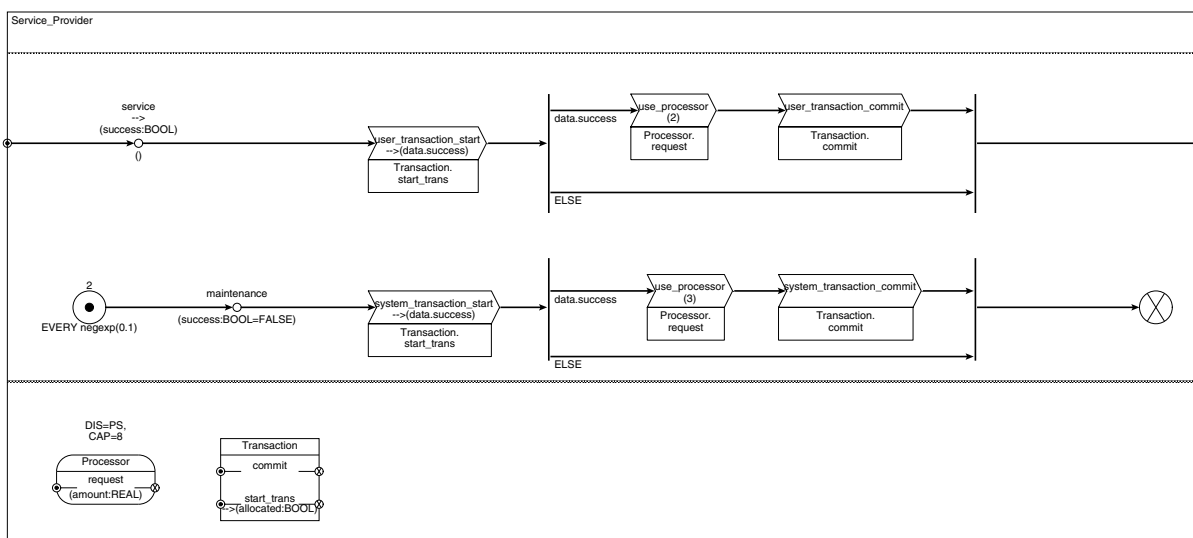 Service_Provider
service
-->
(success:BOOL)
()
user_transaction_start
-->(data.success)
Transaction.
start_trans
data.success
use_processor
(2)
Processor.
request
user_transaction_commit
Transaction.
commit
ELSE
2
EVERY negexp(0.1)
maintenance
(success:BOOL=FALSE)
system_transaction_start
-->(data.success)
Transaction.
start_trans
data.success
use_processor
(3)
Processor.
request
system_transaction_commit
Transaction.
commit
ELSE
DIS=PS,
CAP=8
Processor
request
(amount:REAL)
Transaction
commit
start_trans
-->(allocated:BOOL)